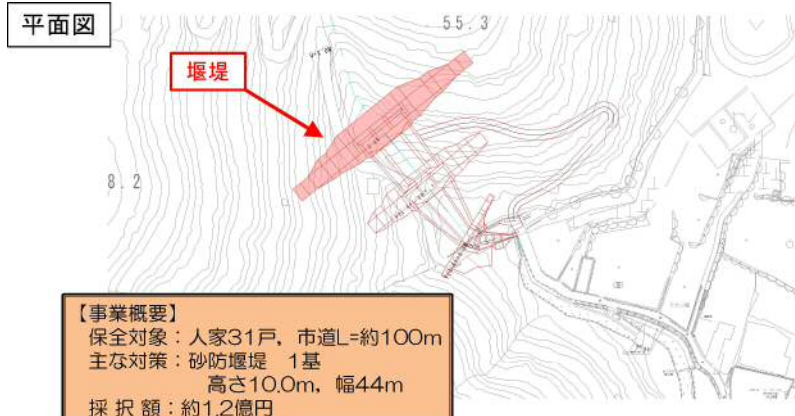 平面図
55.3
堰堤
8.2
【事業概要】
保全対象：人家31戸，市道L=約100m
主な対策：砂防堰堤　1基
高さ10.0m，幅44m
採択額：約1.2億円